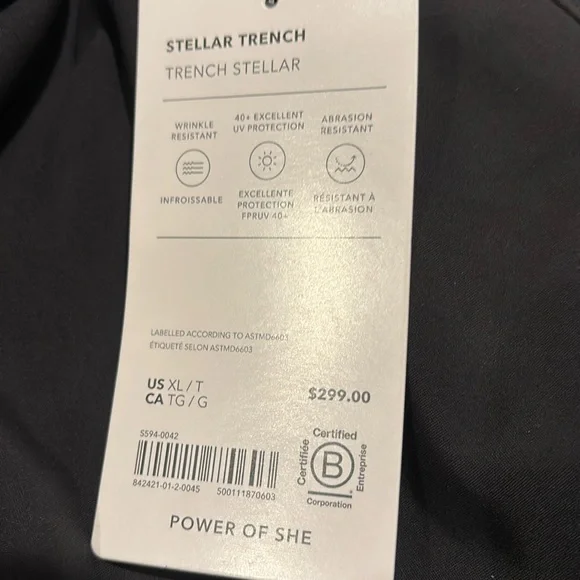 STELLAR TRENCH
TRENCH STELLAR
WRINKLE
RESISTANT
40+ EXCELLENT
UV PROTECTION
ABRASION
RESISTANT
INFROISSABLE
EXCELLENTE
PROTECTION
FPRUV 40+
RÉSISTANT À
L'ABRASION
LABELLED ACCORDING TO ASTMD6603
ÉTIQUETÉ SELON ASTMD6603
US XL / T
CA TG / G
$299.00
5594-0042
842421-01-2-0045 500111870603
Certified
Certifiée
B
Entreprise
Corporation
POWER OF SHE